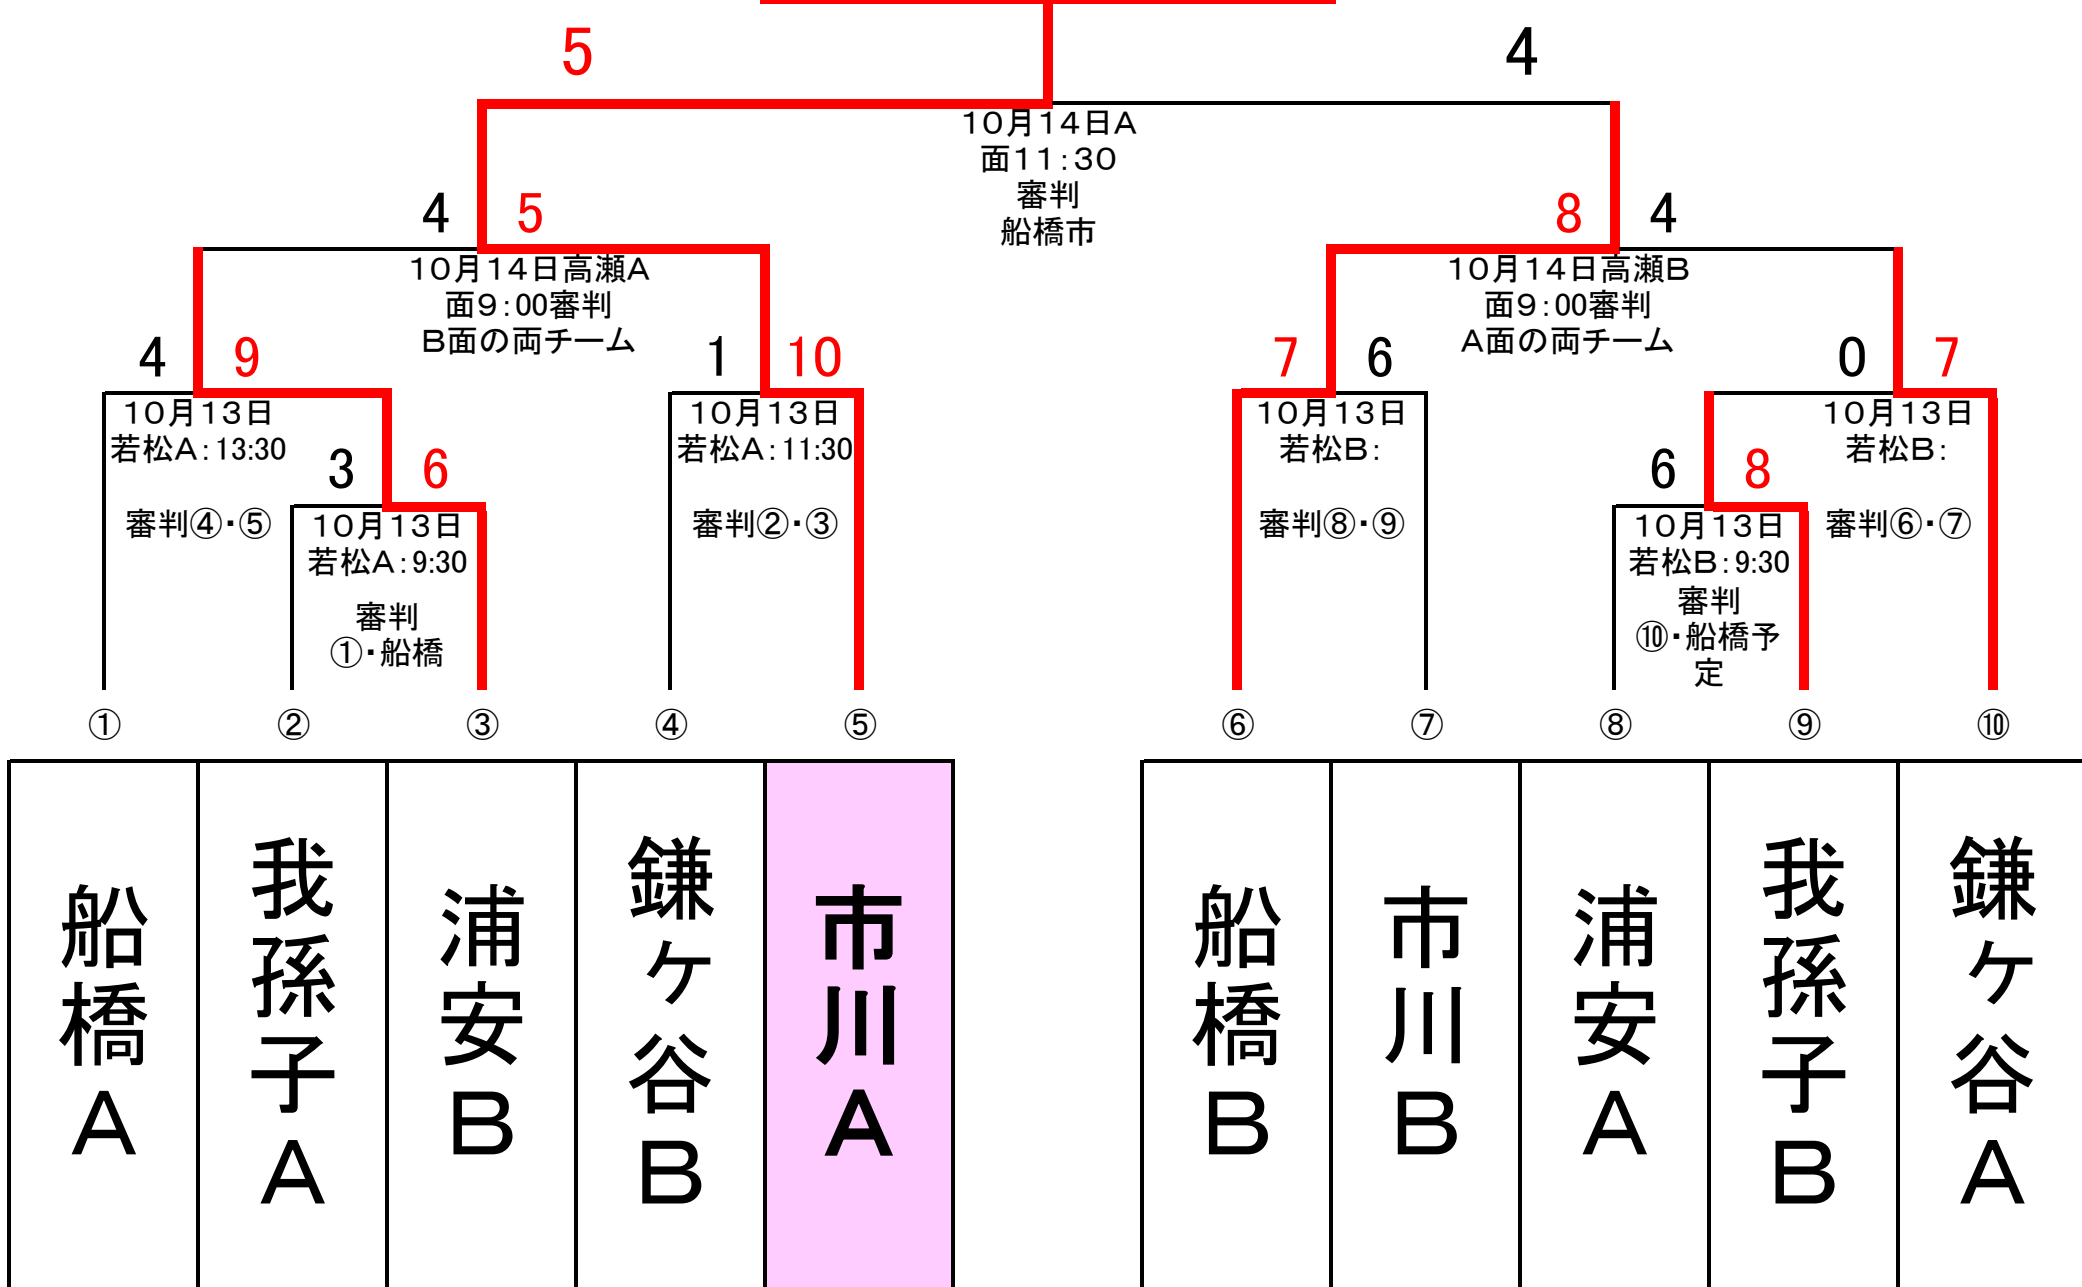 5 4
10月14日A
面11:30
審判
船橋市
4 5 8 4
10月14日高瀬A
面9:00審判
B面の両チーム
10月14日高瀬B
面9:00審判
A面の両チーム
4 9 1 10 7 6 0 7
10月13日
若松A:13:30
審判④・⑤
10月13日
若松A:11:30
審判②・③
10月13日
若松B:
審判⑧・⑨
10月13日
若松B:
審判⑥・⑦
3 6 6 8
10月13日
若松A:9:30
審判
①・船橋
10月13日
若松B:9:30
審判
⑩・船橋予
定
① ② ③ ④ ⑤ ⑥ ⑦ ⑧ ⑨ ⑩
船橋A
我孫子A
浦安B
鎌ケ谷B
市川A
船橋B
市川B
浦安A
我孫子B
鎌ケ谷A